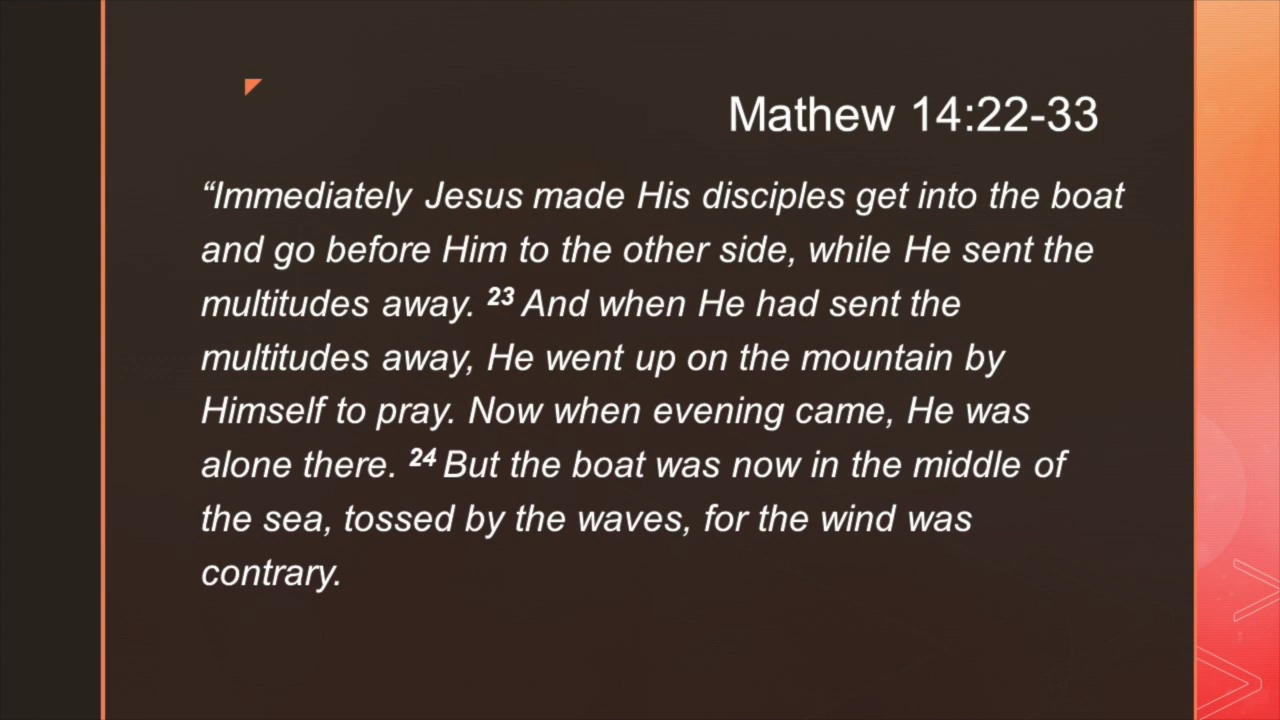 Mathew 14:22-33
“Immediately Jesus made His disciples get into the boat
and go before Him to the other side, while He sent the
multitudes away. 23 And when He had sent the
multitudes away, He went up on the mountain by
Himself to pray. Now when evening came, He was
alone there. 24 But the boat was now in the middle of
the sea, tossed by the waves, for the wind was
contrary.